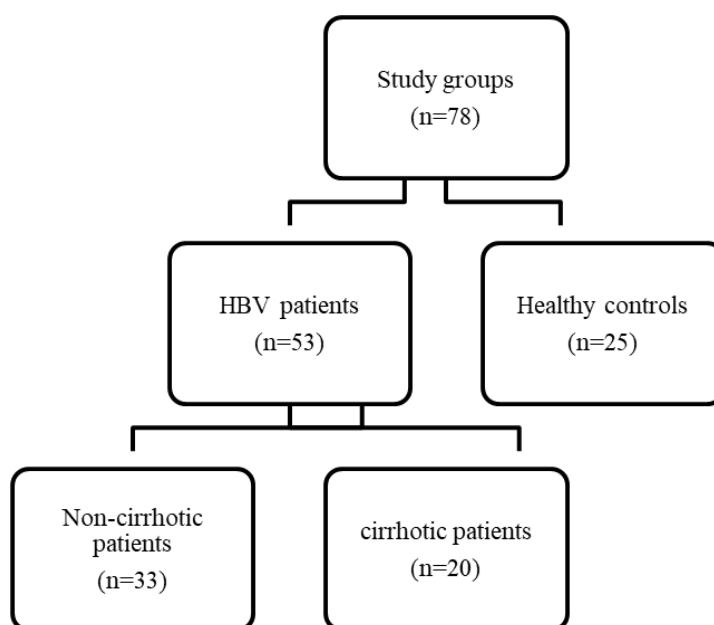 Study groups
(n=78)
HBV patients
(n=53)
Healthy controls
(n=25)
Non-cirrhotic
patients
(n=33)
cirrhotic patients
(n=20)